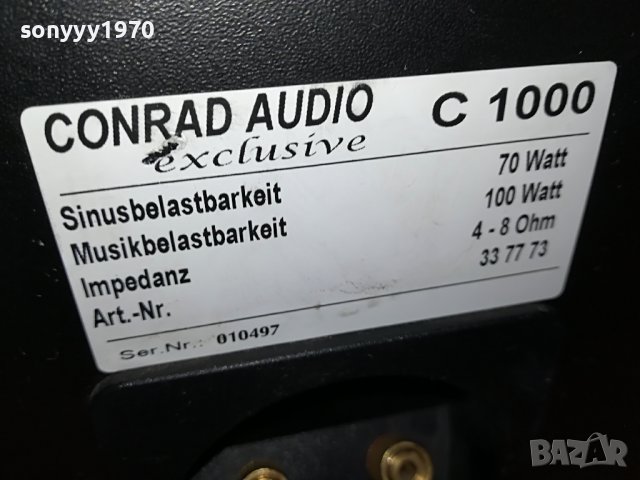 sonyyy1970
CONRAD AUDIO C 1000
exclusive
Sinusbelastbarkeit 70 Watt
Musikbelastbarkeit 100 Watt
Impedanz 4 - 8 Ohm
Art.-Nr. 33 77 73
Ser.Nr.: 010497
BAZAR